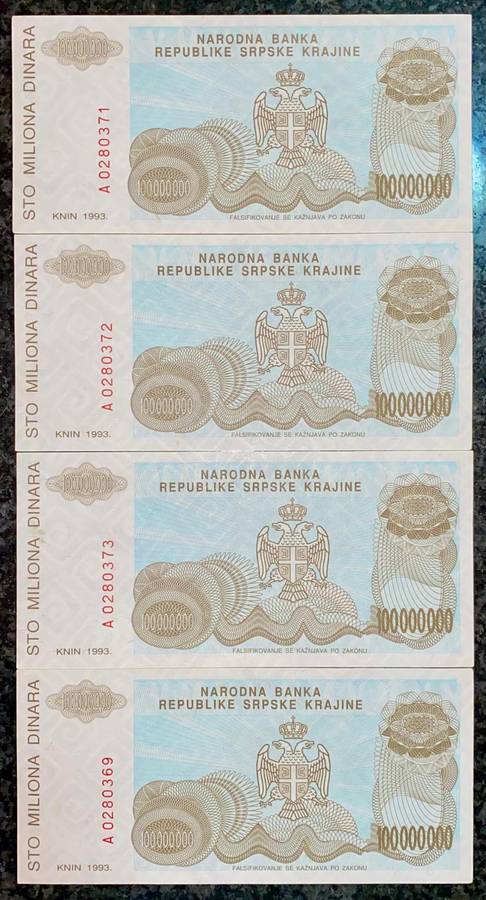 STO MILIONA DINARA
100000000
A 0280371
KNIN 1993.
NARODNA BANKA
REPUBLIKE SRPSKE KRAJINE
100000000
100000000
FALSIFIKOVANJE SE KAŽNJAVA PO ZAKONU
STO MILIONA DINARA
100000000
A 0280372
KNIN 1993.
NARODNA BANKA
REPUBLIKE SRPSKE KRAJINE
100000000
100000000
FALSIFIKOVANJE SE KAŽNJAVA PO ZAKONU
STO MILIONA DINARA
100000000
A 0280373
KNIN 1993.
NARODNA BANKA
REPUBLIKE SRPSKE KRAJINE
100000000
100000000
FALSIFIKOVANJE SE KAŽNJAVA PO ZAKONU
STO MILIONA DINARA
100000000
A 0280369
KNIN 1993.
NARODNA BANKA
REPUBLIKE SRPSKE KRAJINE
100000000
100000000
FALSIFIKOVANJE SE KAŽNJAVA PO ZAKONU